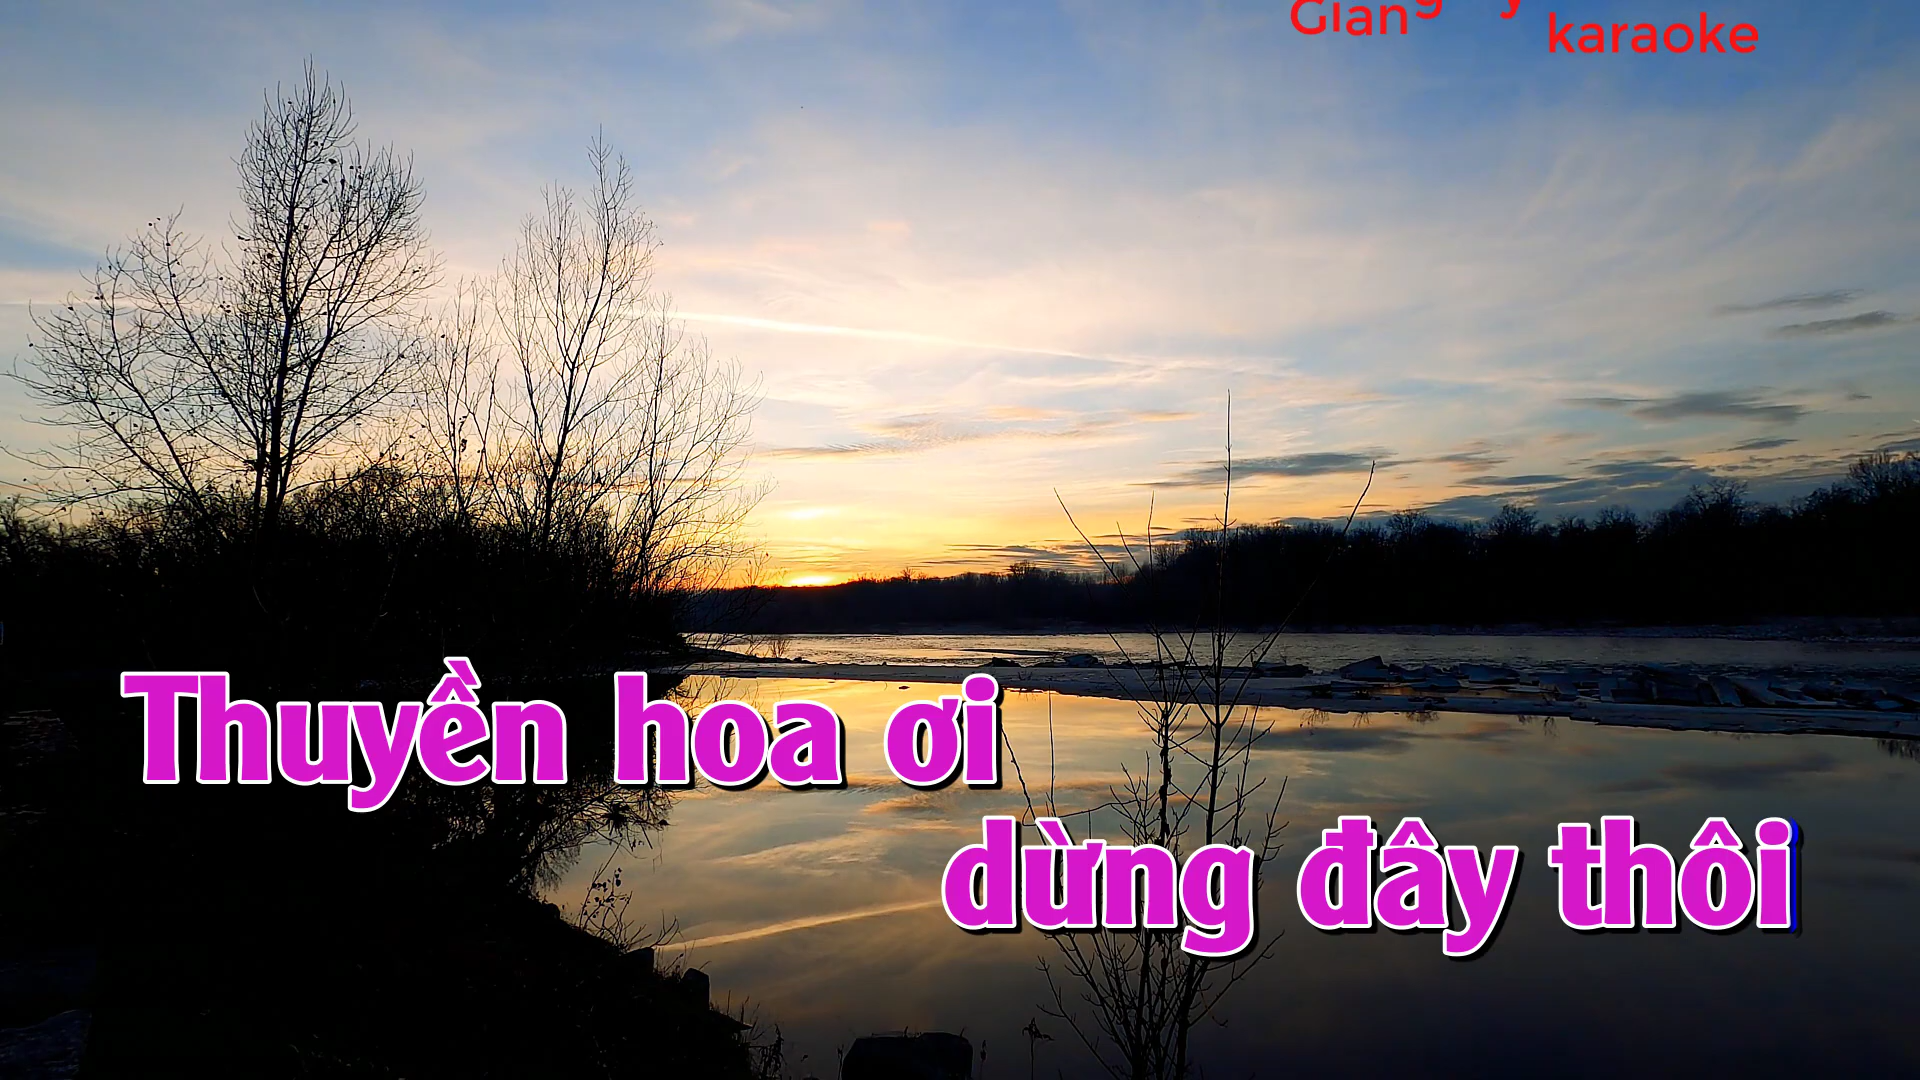 karaoke
Thuyền hoa ơi
dừng đây thôi